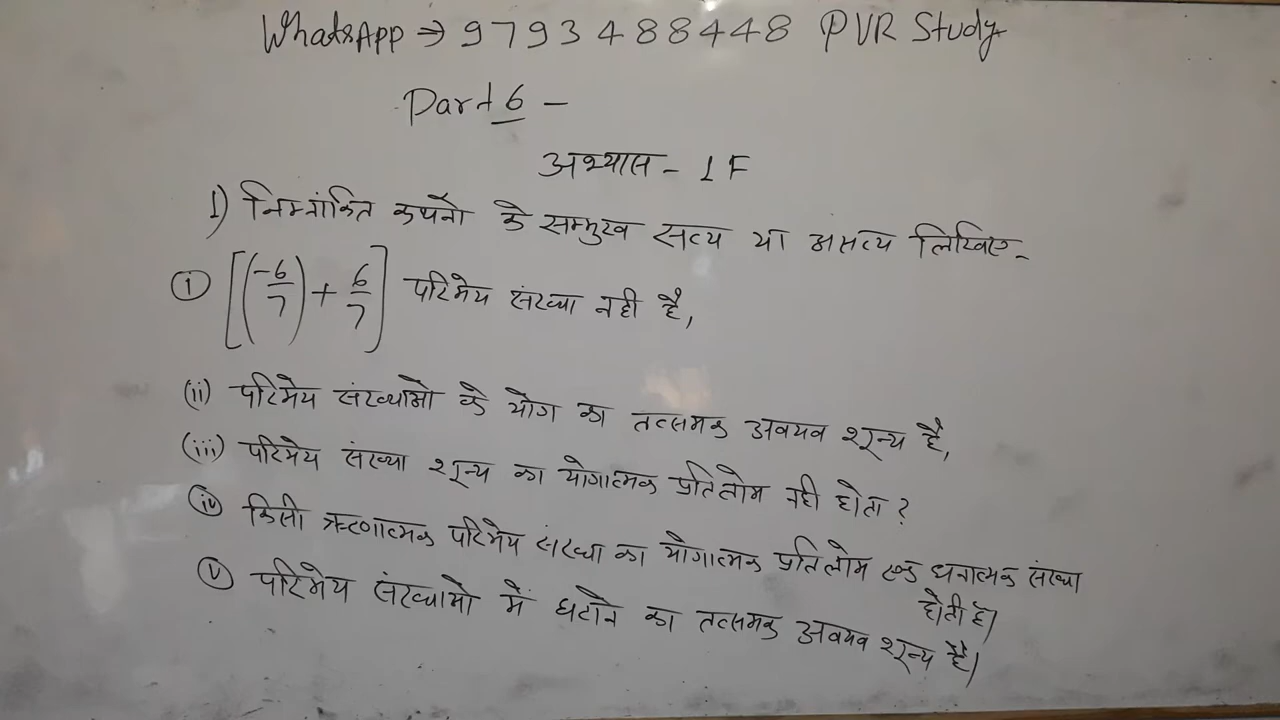 WhatsApp → 9793488448 PVR Study
Part 6 -
अभ्यास - 1F
1) निम्नांकित कथनो के सम्मुख सत्य या असत्य लिखिए -
① [(-6/7) + 6/7] परिमेय संख्या नही है,
(ii) परिमेय संख्याओ के योग का तत्समक अवयव शून्य है,
(iii) परिमेय संख्या शून्य का योगात्मक प्रतिलोम नही होता ?
(iv) किसी ऋणात्मक परिमेय संख्या का योगात्मक प्रतिलोम एक धनात्मक संख्या
होती है।
(v) परिमेय संख्याओ में घटाने का तत्समक अवयव शून्य है।